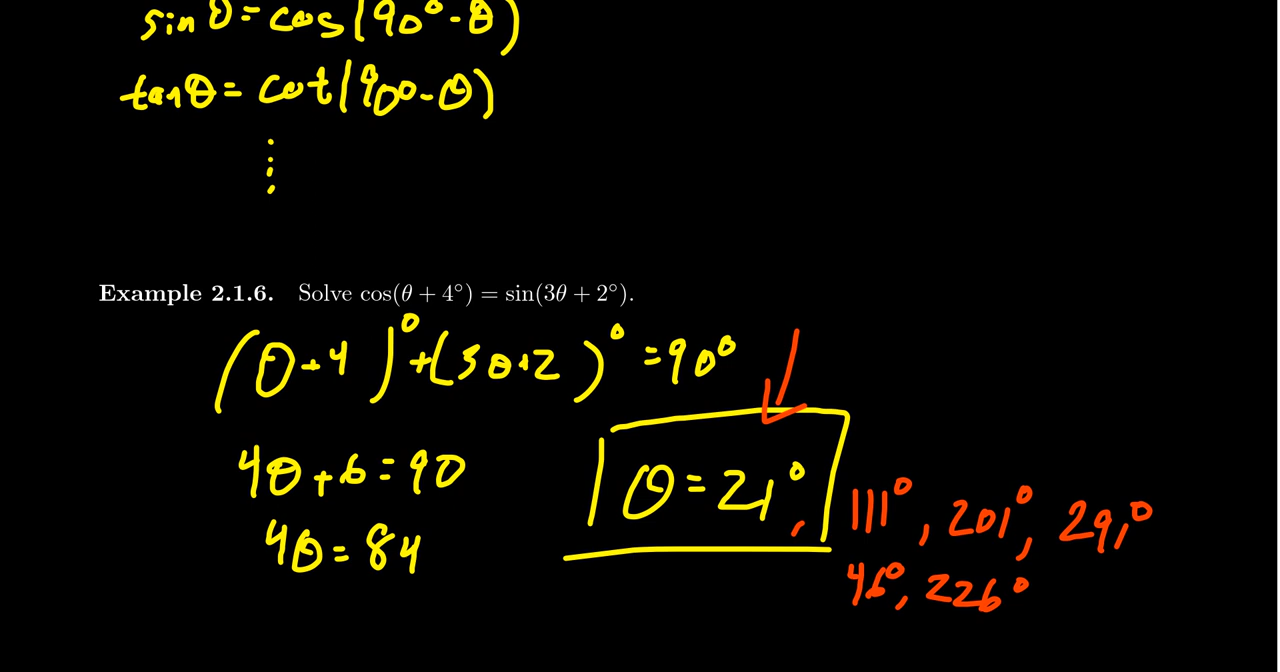 sin θ = cos(90° - θ)
tan θ = cot(90° - θ)
⋮
Example 2.1.6. Solve cos(θ + 4°) = sin(3θ + 2°).
(θ + 4)° + (3θ + 2)° = 90°
4θ + 6 = 90
4θ = 84
θ = 21°, 111°, 201°, 291°
46°, 226°